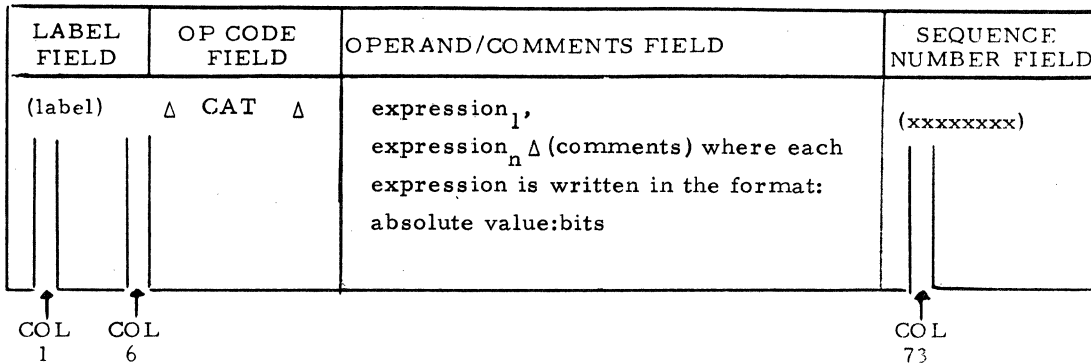 LABEL FIELD
OP CODE FIELD
OPERAND/COMMENTS FIELD
SEQUENCE NUMBER FIELD
(label)
Δ CAT Δ
expression1,
expressionn Δ (comments) where each
expression is written in the format:
absolute value:bits
(xxxxxxxx)
COL
1
COL
6
COL
73